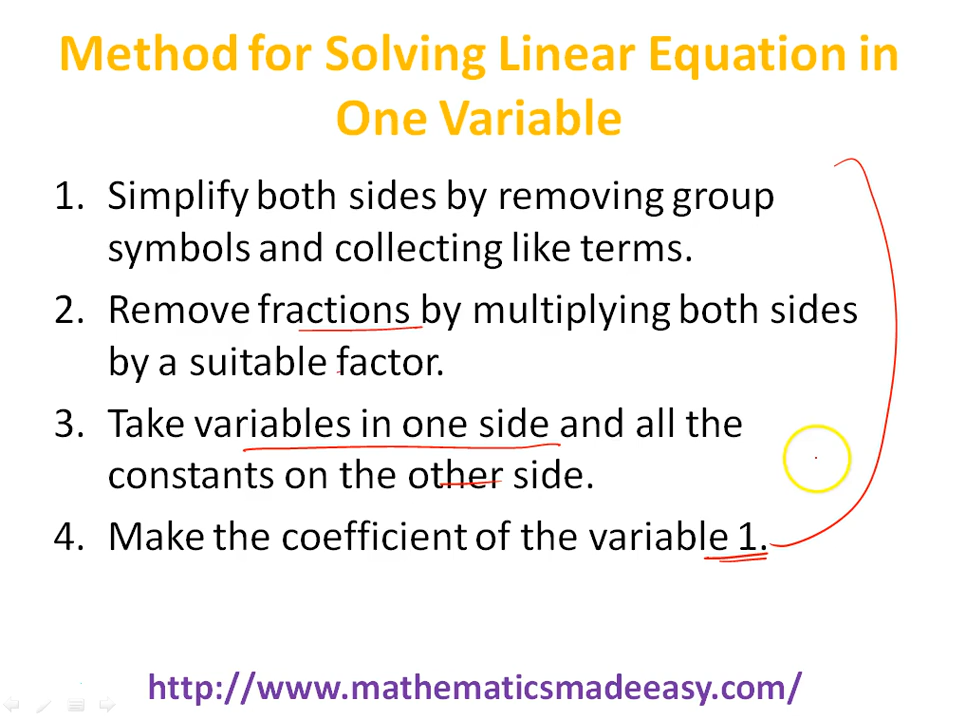 Method for Solving Linear Equation in
One Variable
1. Simplify both sides by removing group
symbols and collecting like terms.
2. Remove fractions by multiplying both sides
by a suitable factor.
3. Take variables in one side and all the
constants on the other side.
4. Make the coefficient of the variable 1.
http://www.mathematicsmadeeasy.com/